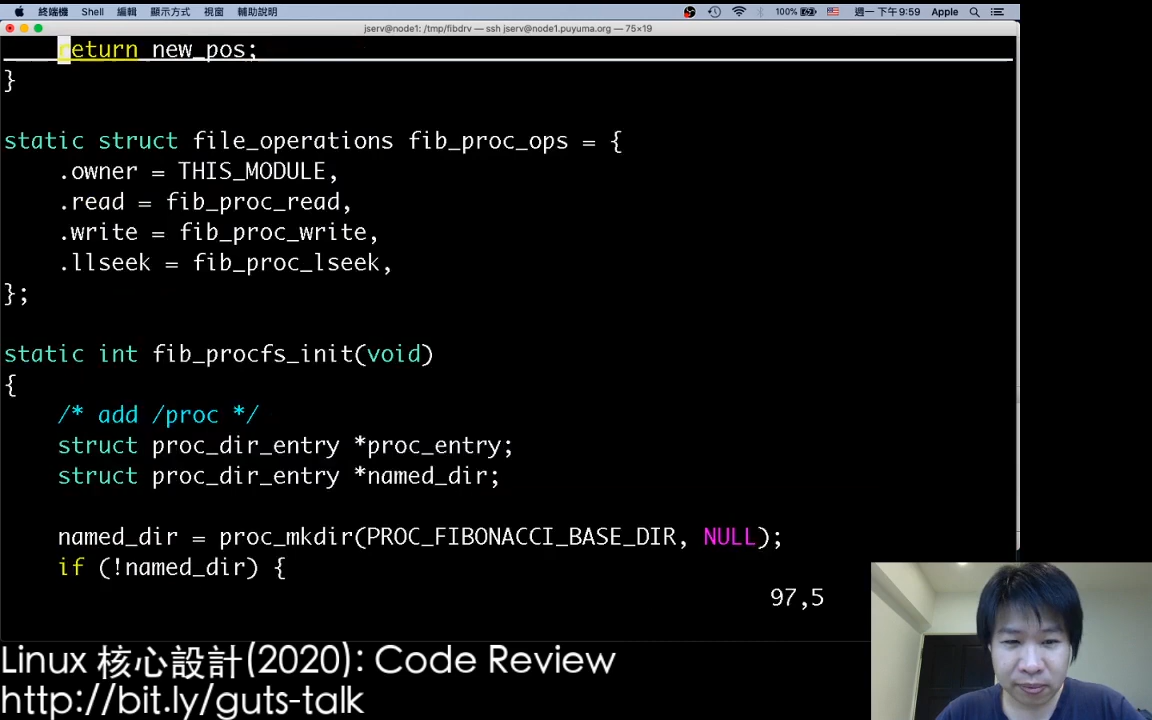 終端機 Shell 編輯 顯示方式 視窗 輔助說明 100% 週一 下午9:59 Apple
jserv@node1: /tmp/fibdrv — ssh jserv@node1.puyuma.org — 75×19
return new_pos;
}
static struct file_operations fib_proc_ops = {
.owner = THIS_MODULE,
.read = fib_proc_read,
.write = fib_proc_write,
.llseek = fib_proc_lseek,
};
static int fib_procfs_init(void)
{
/* add /proc */
struct proc_dir_entry *proc_entry;
struct proc_dir_entry *named_dir;
named_dir = proc_mkdir(PROC_FIBONACCI_BASE_DIR, NULL);
if (!named_dir) {
97,5
Linux 核心設計(2020): Code Review
http://bit.ly/guts-talk